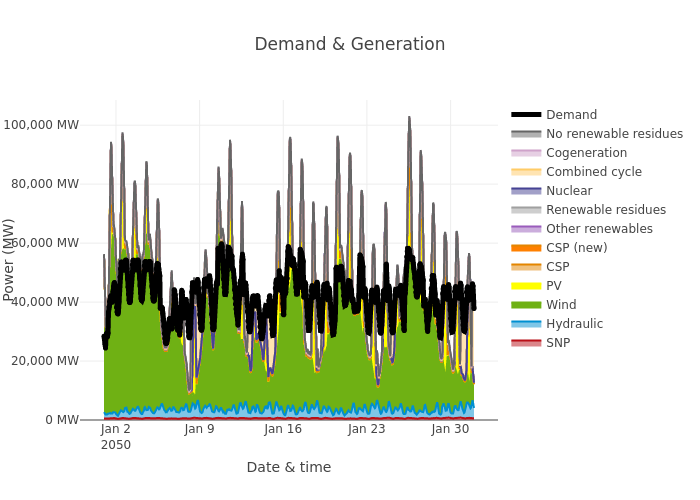 Demand & Generation
100,000 MW
80,000 MW
60,000 MW
40,000 MW
20,000 MW
0 MW
Power (MW)
Jan 2
2050
Jan 9
Jan 16
Jan 23
Jan 30
Date & time
Demand
No renewable residues
Cogeneration
Combined cycle
Nuclear
Renewable residues
Other renewables
CSP (new)
CSP
PV
Wind
Hydraulic
SNP